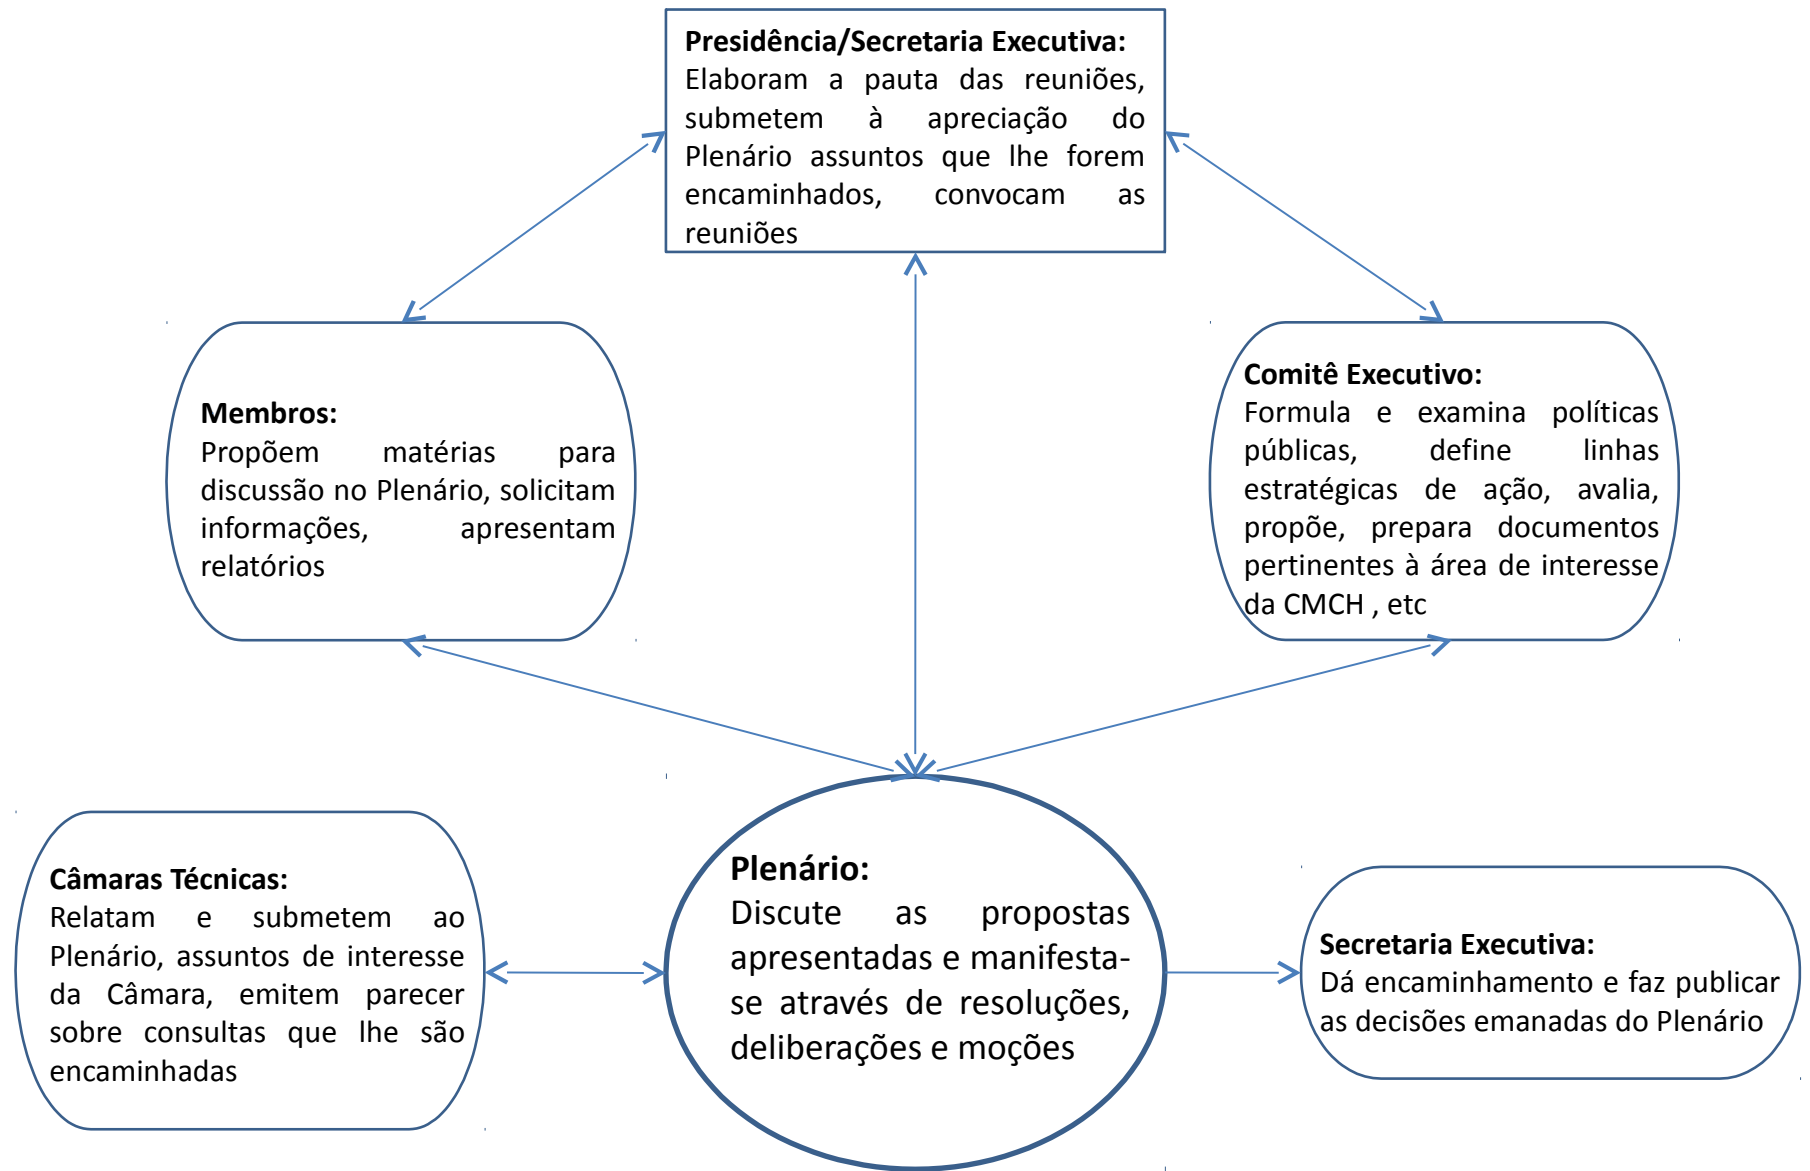 Presidência/Secretaria Executiva:
Elaboram a pauta das reuniões,
submetem à apreciação do
Plenário assuntos que lhe forem
encaminhados, convocam as
reuniões
Membros:
Propõem matérias para
discussão no Plenário, solicitam
informações, apresentam
relatórios
Comitê Executivo:
Formula e examina políticas
públicas, define linhas
estratégicas de ação, avalia,
propõe, prepara documentos
pertinentes à área de interesse
da CMCH , etc
Câmaras Técnicas:
Relatam e submetem ao
Plenário, assuntos de interesse
da Câmara, emitem parecer
sobre consultas que lhe são
encaminhadas
Plenário:
Discute as propostas
apresentadas e manifesta-
se através de resoluções,
deliberações e moções
Secretaria Executiva:
Dá encaminhamento e faz publicar
as decisões emanadas do Plenário